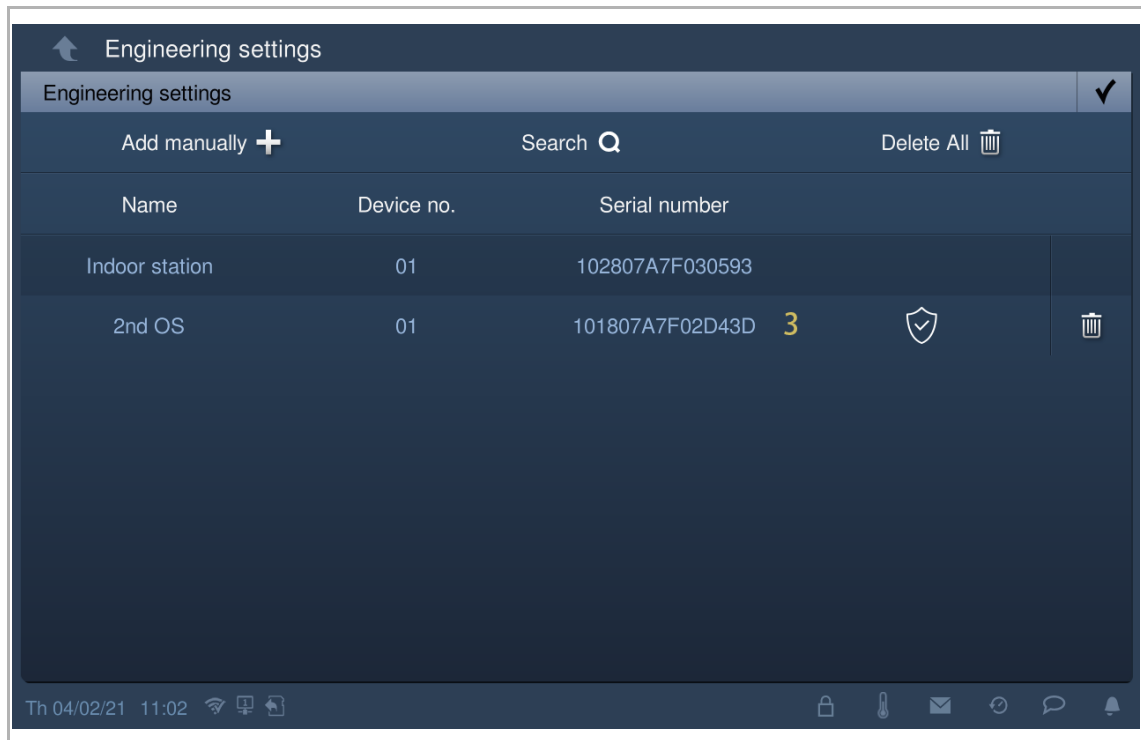 Engineering settings
Engineering settings
Add manually Search Delete All
Name Device no. Serial number
Indoor station 01 102807A7F030593
2nd OS 01 101807A7F02D43D 3
Th 04/02/21 11:02 1